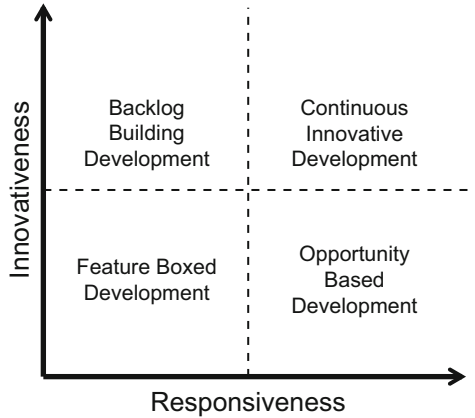 Innovativeness
Backlog
Building
Development
Continuous
Innovative
Development
Feature Boxed
Development
Opportunity
Based
Development
Responsiveness